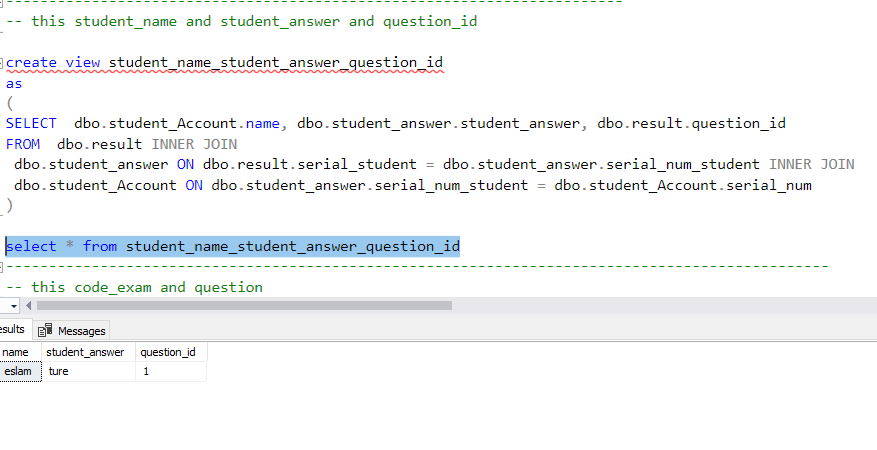 -- this student_name and student_answer and question_id
create view student_name_student_answer_question_id
as
(
SELECT  dbo.student_Account.name, dbo.student_answer.student_answer, dbo.result.question_id
FROM  dbo.result INNER JOIN
dbo.student_answer ON dbo.result.serial_student = dbo.student_answer.serial_num_student INNER JOIN
dbo.student_Account ON dbo.student_answer.serial_num_student = dbo.student_Account.serial_num
)
select * from student_name_student_answer_question_id
-- this code_exam and question
esults Messages
name student_answer question_id
eslam ture 1